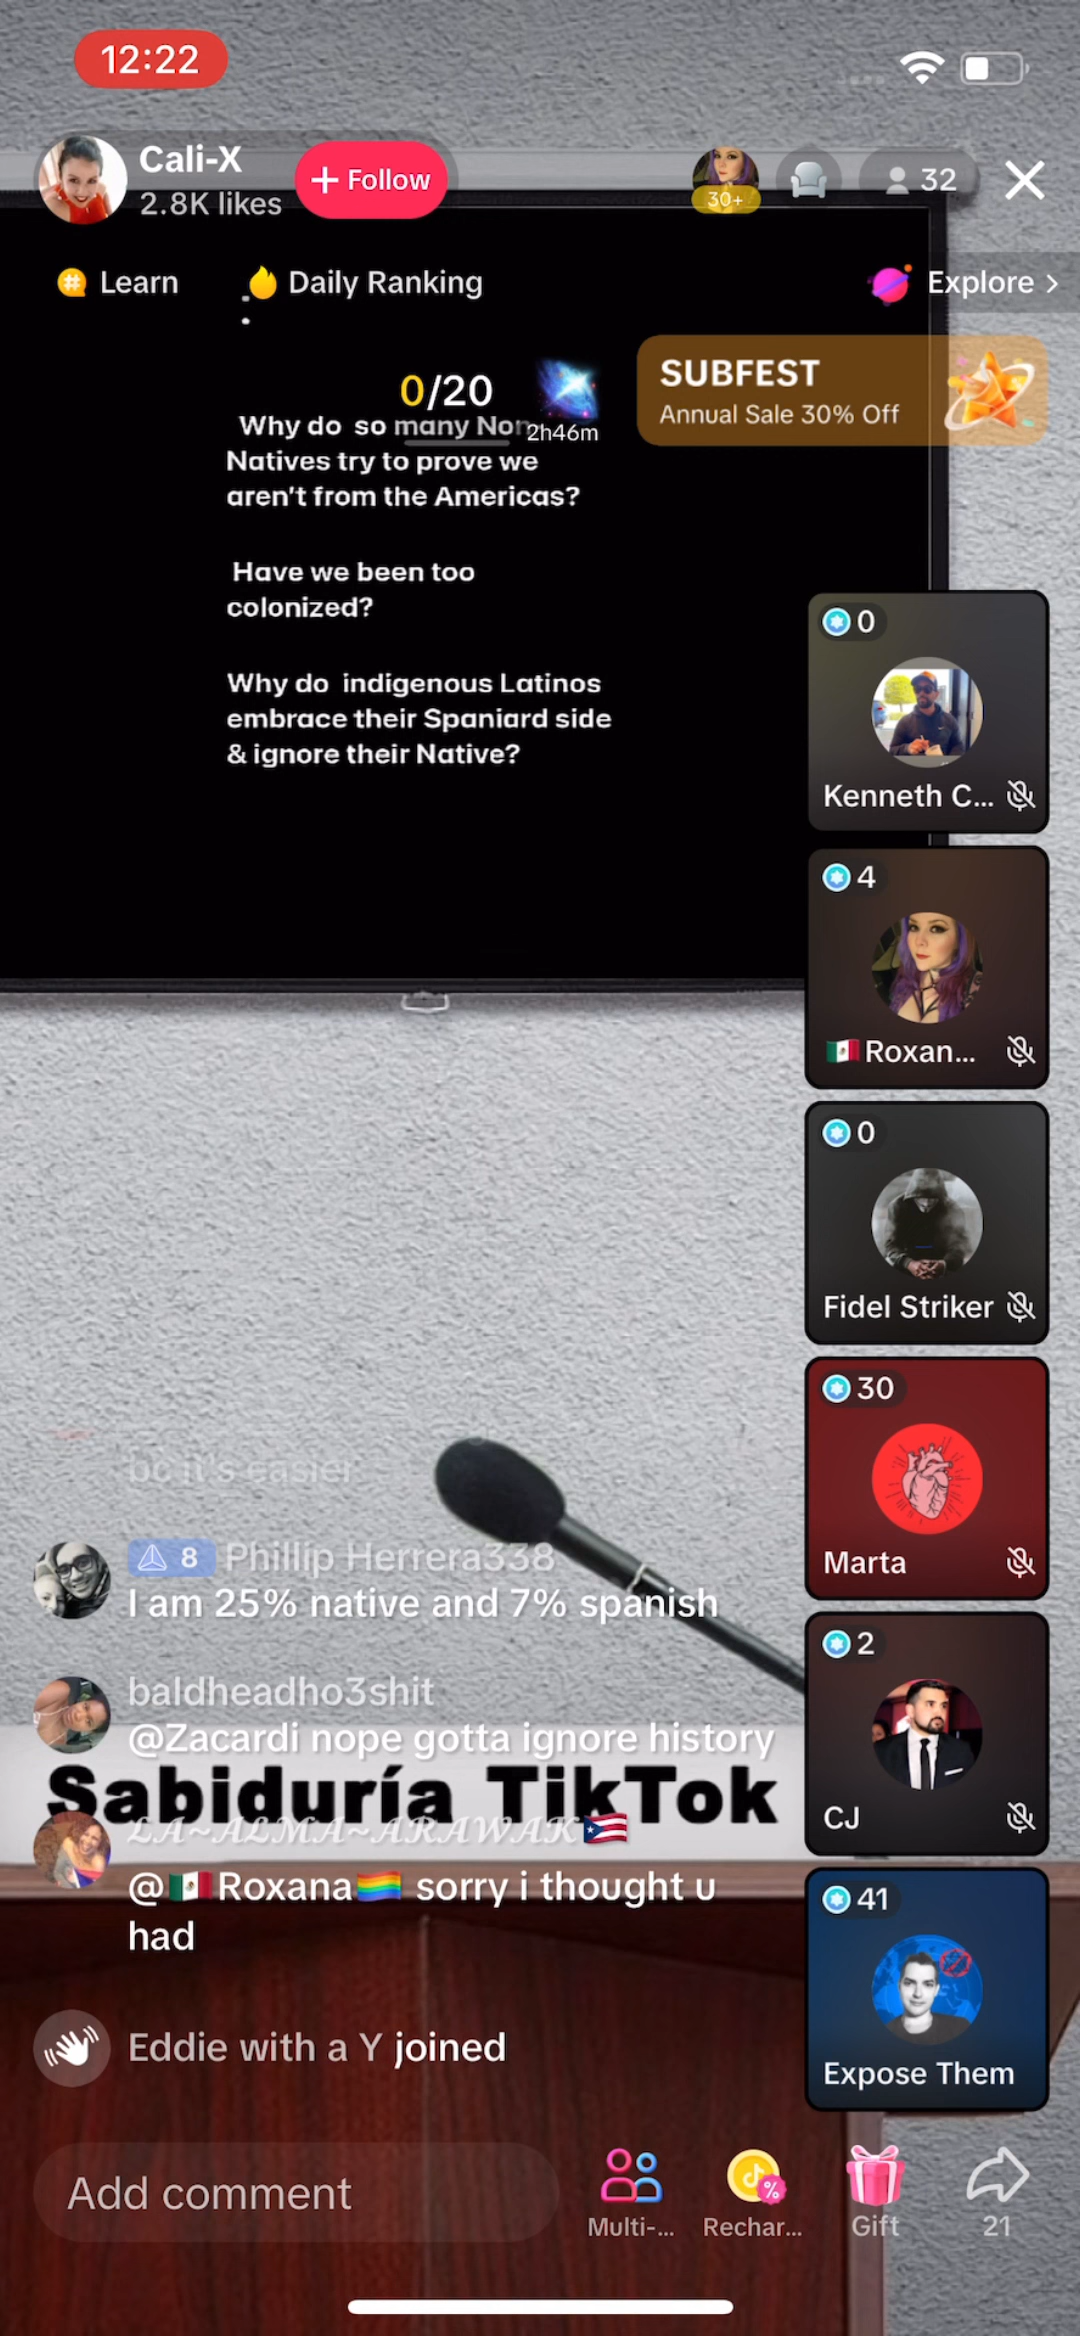 12:22
Cali-X
2.8K likes
+ Follow
30+
32
Learn
Daily Ranking
Explore >
0/20
2h46m
SUBFEST
Annual Sale 30% Off
Why do so many Non
Natives try to prove we
aren't from the Americas?
Have we been too
colonized?
Why do indigenous Latinos
embrace their Spaniard side
& ignore their Native?
0
Kenneth C...
4
🇲🇽Roxan...
0
Fidel Striker
30
Marta
2
CJ
41
Expose Them
it's easier
8 Phillip Herrera338
I am 25% native and 7% spanish
baldheadho3shit
@Zacardi nope gotta ignore history
Sabiduría TikTok
LA~ALMA~ARAWAK🇵🇷
@🇲🇽Roxana🏳️‍🌈 sorry i thought u
had
Eddie with a Y joined
Add comment
Multi-...
Rechar...
Gift
21